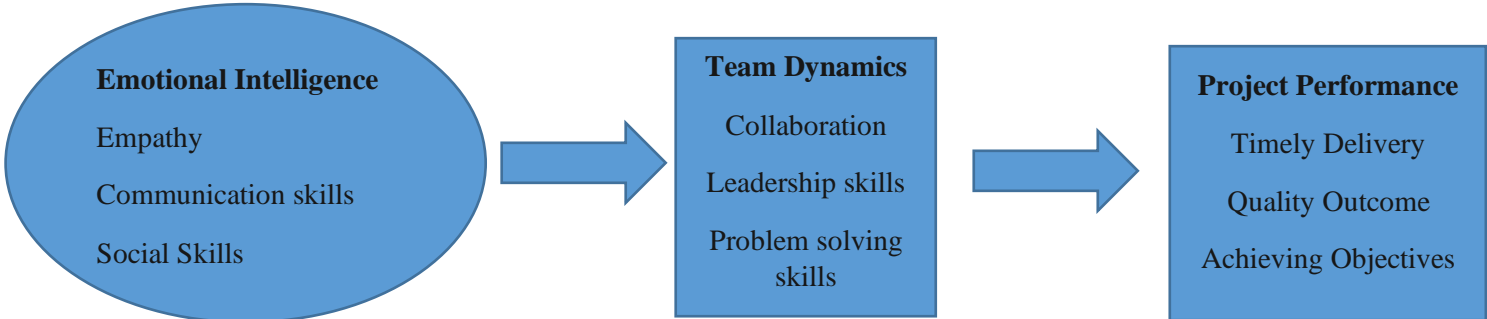 Emotional Intelligence
Empathy
Communication skills
Social Skills
Team Dynamics
Collaboration
Leadership skills
Problem solving
skills
Project Performance
Timely Delivery
Quality Outcome
Achieving Objectives